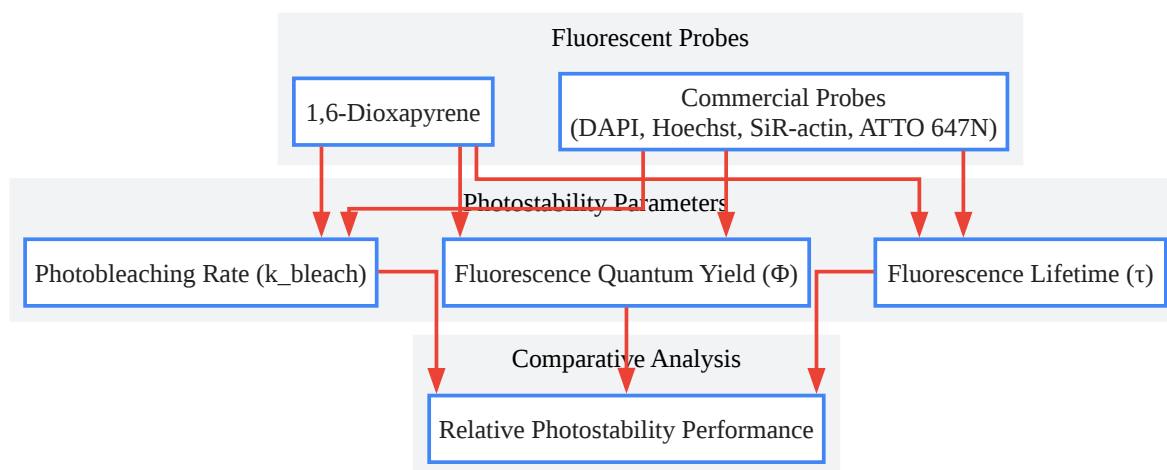 Fluorescent Probes
1,6-Dioxapyrene
Commercial Probes
(DAPI, Hoechst, SiR-actin, ATTO 647N)
Photostability Parameters
Photobleaching Rate (k_bleach)
Fluorescence Quantum Yield (Φ)
Fluorescence Lifetime (τ)
Comparative Analysis
Relative Photostability Performance